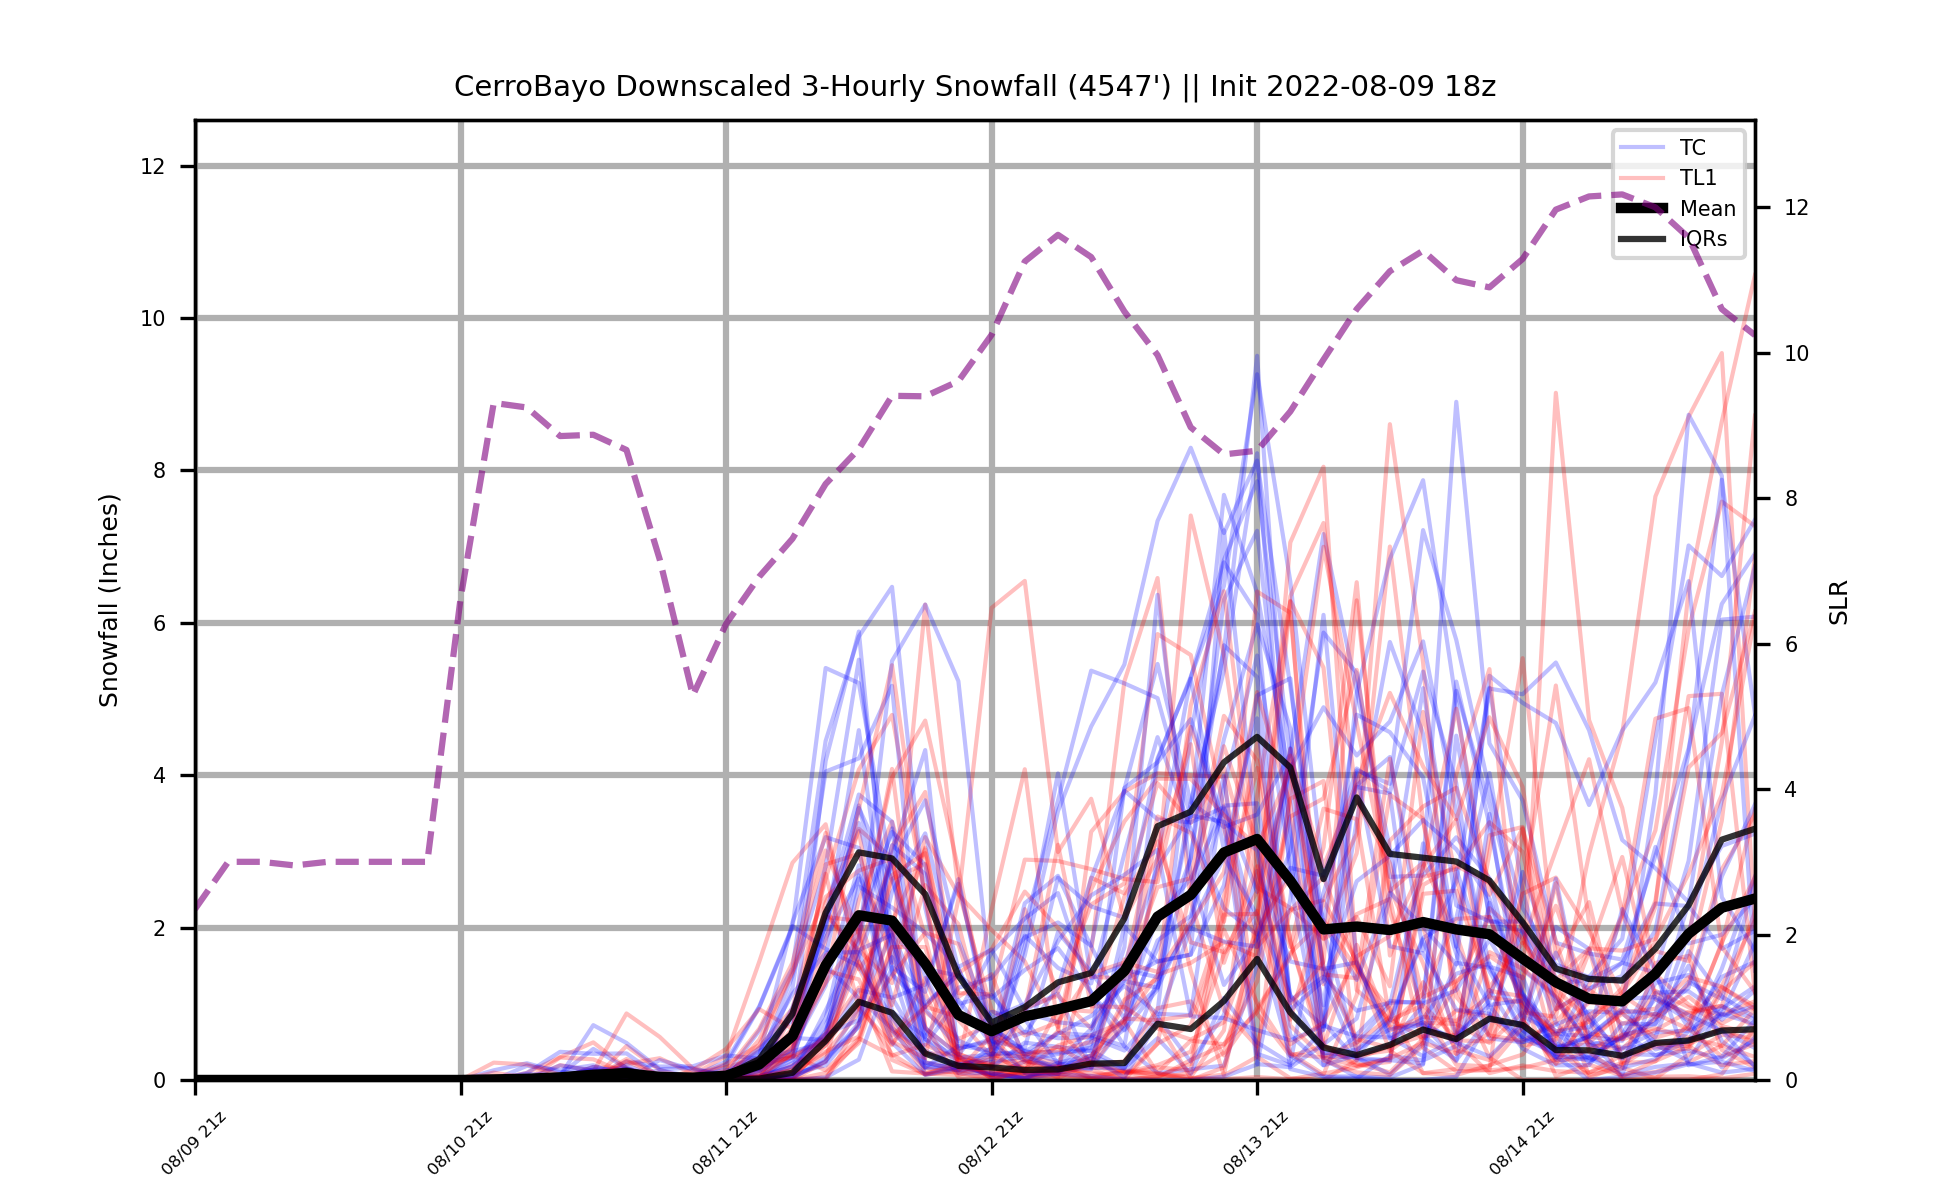 CerroBayo Downscaled 3-Hourly Snowfall (4547') || Init 2022-08-09 18z
TC
TL1
Mean
IQRs
Snowfall (Inches)
12
10
8
6
4
2
0
SLR
12
10
8
6
4
2
0
08/09 21z
08/10 21z
08/11 21z
08/12 21z
08/13 21z
08/14 21z